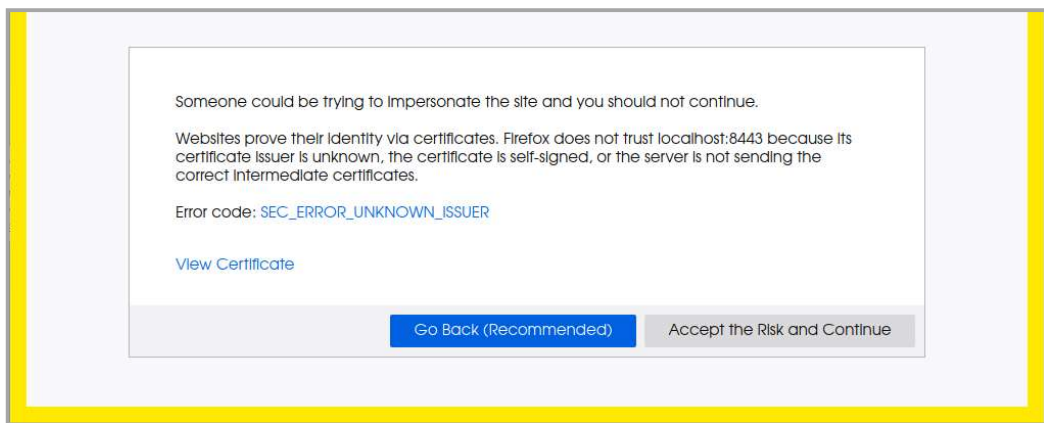 Someone could be trying to impersonate the site and you should not continue.
Websites prove their identity via certificates. Firefox does not trust localhost:8443 because its
certificate issuer is unknown, the certificate is self-signed, or the server is not sending the
correct intermediate certificates.
Error code: SEC_ERROR_UNKNOWN_ISSUER
View Certificate
Go Back (Recommended)
Accept the Risk and Continue